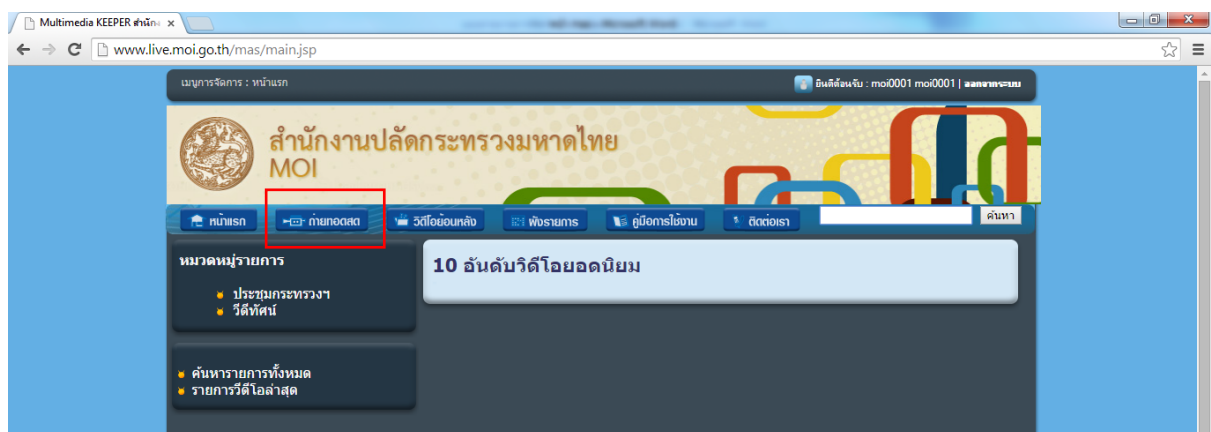 Multimedia KEEPER สำนัก
www.live.moi.go.th/mas/main.jsp
เมนูการจัดการ : หน้าแรก
ยินดีต้อนรับ : moi0001 moi0001 | ออกจากระบบ
สำนักงานปลัดกระทรวงมหาดไทย
MOI
หน้าแรก ถ่ายทอดสด วิดีโอย้อนหลัง ผังรายการ คู่มือการใช้งาน ติดต่อเรา ค้นหา
หมวดหมู่รายการ
ประชุมกระทรวงฯ
วีดีทัศน์
10 อันดับวิดีโอยอดนิยม
ค้นหารายการทั้งหมด
รายการวีดีโอล่าสุด